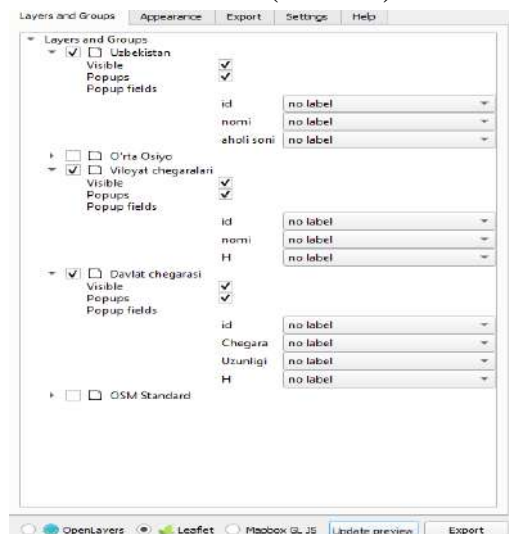 Layers and Groups Appearance Export Settings Help
Layers and Groups
Uzbekistan
Visible
Popups
Popup fields
id no label
nomi no label
aholi soni no label
O'rta Osiyo
Viloyat chegaralari
Visible
Popups
Popup fields
id no label
nomi no label
H no label
Davlat chegarasi
Visible
Popups
Popup fields
id no label
Chegara no label
Uzunligi no label
H no label
OSM Standard
OpenLayers Leaflet Mapbox GL JS Update preview Export